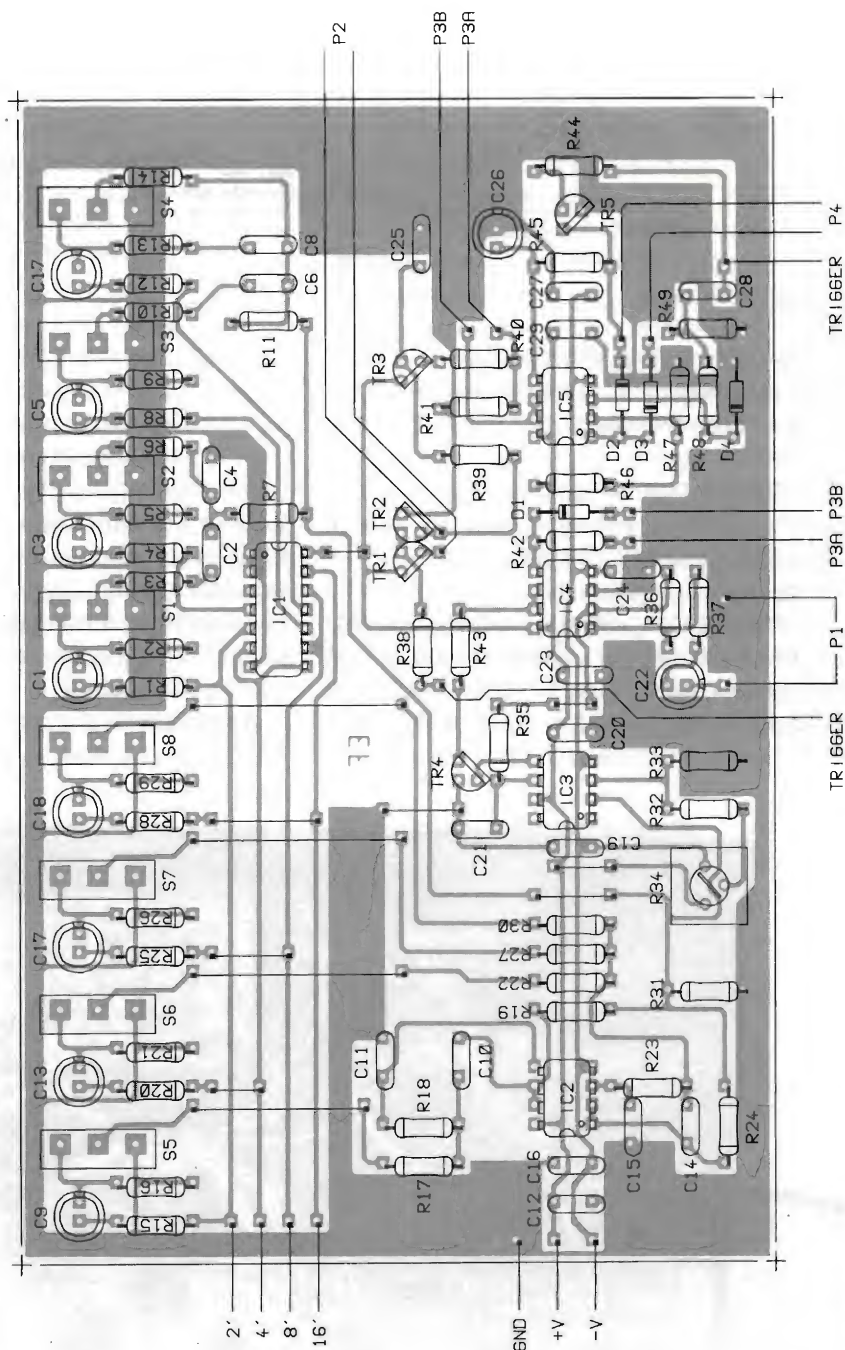 P2
P3B
P3A
R14
S4
R44
C26
C25
TR5
R13
C8
R45
C17
R12
C6
C27
P4
R10
S3
R11
C29
R49
C28
TRI66ER
R9
TR3
R40
C5
R8
R41
IC5
D2
D3
R47
R48
D4
R6
S2
C4
R39
R5
R7
TR2
D1
R46
C3
R4
C2
TR1
R42
P3B
R3
IC1
IC4
C24
P3A
S1
R38
R43
R36
R37
R2
C23
C22
P1
C1
R1
R35
C20
TRI66ER
S8
73
TR4
IC3
R33
R29
R32
C18
R28
C21
C19
S7
R34
R26
R30
C17
R25
R27
R22
S6
R19
R31
R21
C11
C10
C13
R20
R18
IC2
R23
S5
R24
R16
R17
C16
C15
C14
C9
R15
C12
2'
4'
8'
16'
GND
+V
-V